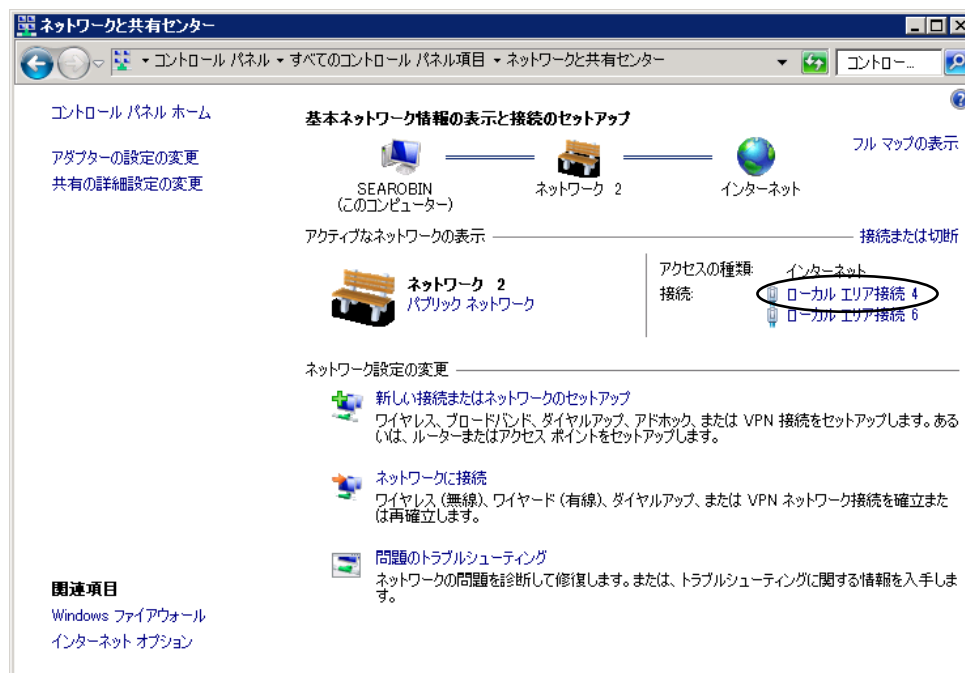 ネットワークと共有センター
コントロール パネル ▼ すべてのコントロール パネル項目 ▼ ネットワークと共有センター
コントロー...
コントロール パネル ホーム
アダプターの設定の変更
共有の詳細設定の変更
基本ネットワーク情報の表示と接続のセットアップ
フル マップの表示
SEAROBIN
(このコンピューター)
ネットワーク 2
インターネット
アクティブなネットワークの表示
接続または切断
ネットワーク 2
パブリック ネットワーク
アクセスの種類:
インターネット
接続:
ローカル エリア接続 4
ローカル エリア接続 6
ネットワーク設定の変更
新しい接続またはネットワークのセットアップ
ワイヤレス、ブロードバンド、ダイヤルアップ、アドホック、または VPN 接続をセットアップします。ある
いは、ルーターまたはアクセス ポイントをセットアップします。
ネットワークに接続
ワイヤレス (無線)、ワイヤード (有線)、ダイヤルアップ、または VPN ネットワーク接続を確立また
は再確立します。
問題のトラブルシューティング
ネットワークの問題を診断して修復します。または、トラブルシューティングに関する情報を入手しま
す。
関連項目
Windows ファイアウォール
インターネット オプション